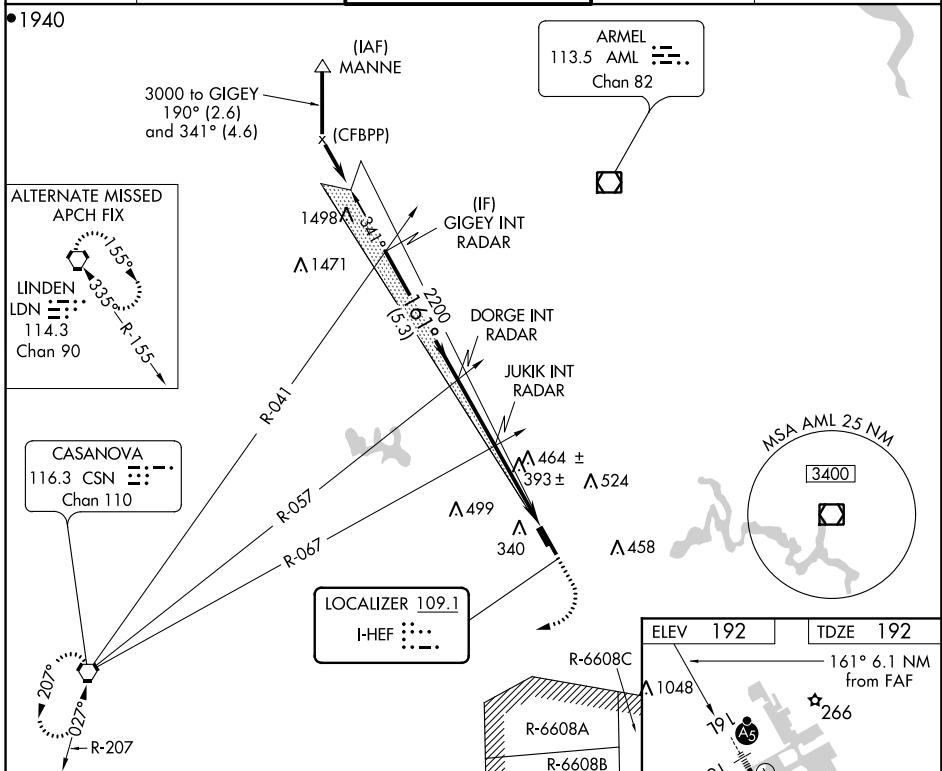 1940
(IAF)
MANNE
3000 to GIGEY
190° (2.6)
and 341° (4.6)
(CFBPP)
ARMEL
113.5 AML
Chan 82
ALTERNATE MISSED
APCH FIX
155°
335°
R-155
LINDEN
LDN
114.3
Chan 90
1498
1471
341°
(IF)
GIGEY INT
RADAR
2200
161°
(5.3)
DORGE INT
RADAR
JUKIK INT
RADAR
R-041
R-057
R-067
CASANOVA
116.3 CSN
Chan 110
464 ±
393 ±
524
499
340
458
MSA AML 25 NM
3400
LOCALIZER 109.1
I-HEF
207°
027°
R-207
R-6608C
R-6608A
R-6608B
1048
ELEV 192
TDZE 192
161° 6.1 NM
from FAF
266
16L
A5